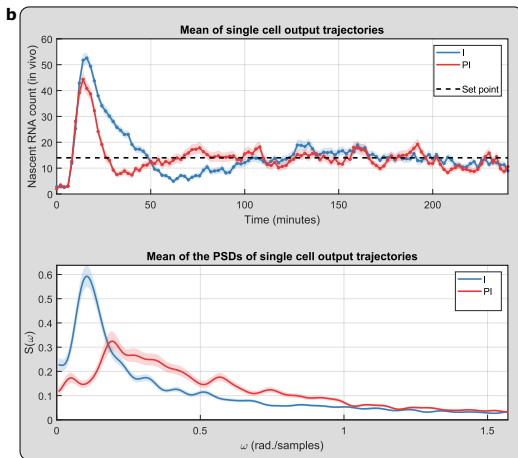 b
Mean of single cell output trajectories
Nascent RNA count (in vivo)
60
50
40
30
20
10
0
I
PI
Set point
0 50 100 150 200
Time (minutes)
Mean of the PSDs of single cell output trajectories
S(ω)
0.6
0.5
0.4
0.3
0.2
0.1
0
I
PI
0 0.5 1 1.5
ω (rad./samples)